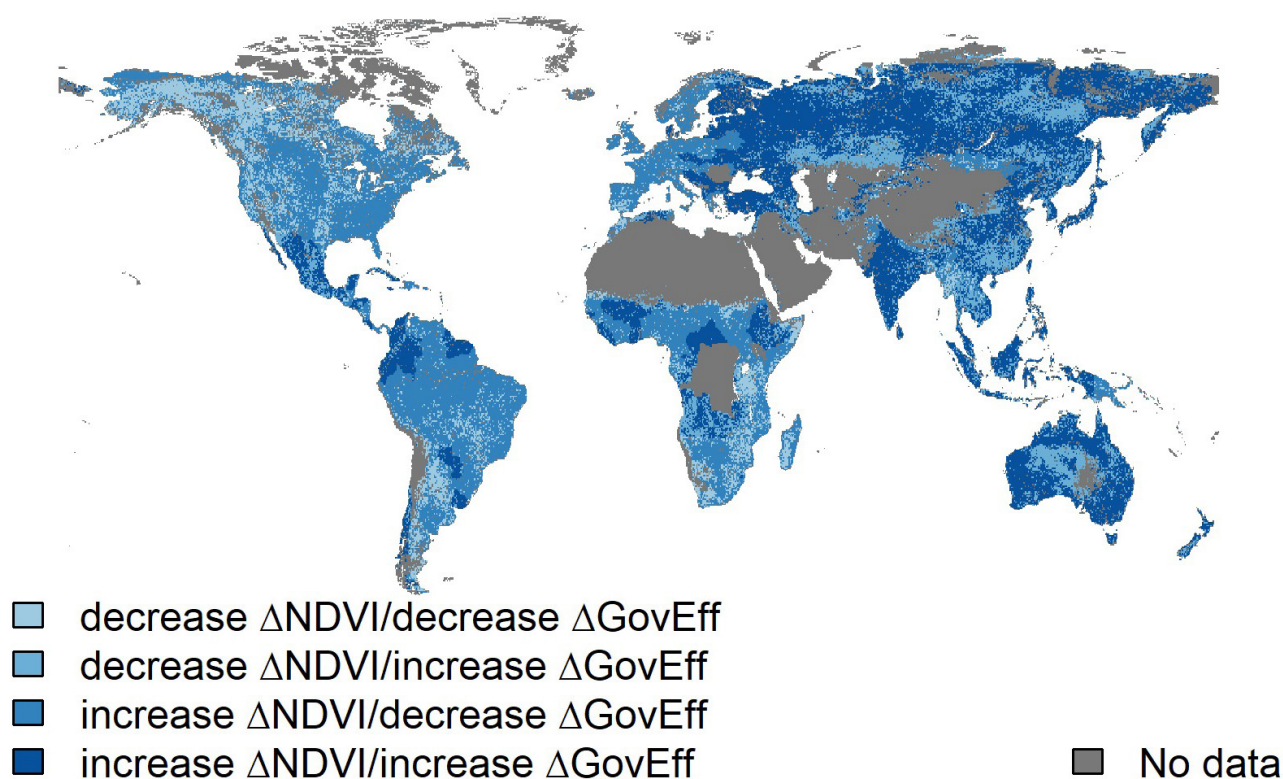 decrease ΔNDVI/decrease ΔGovEff
decrease ΔNDVI/increase ΔGovEff
increase ΔNDVI/decrease ΔGovEff
increase ΔNDVI/increase ΔGovEff
No data